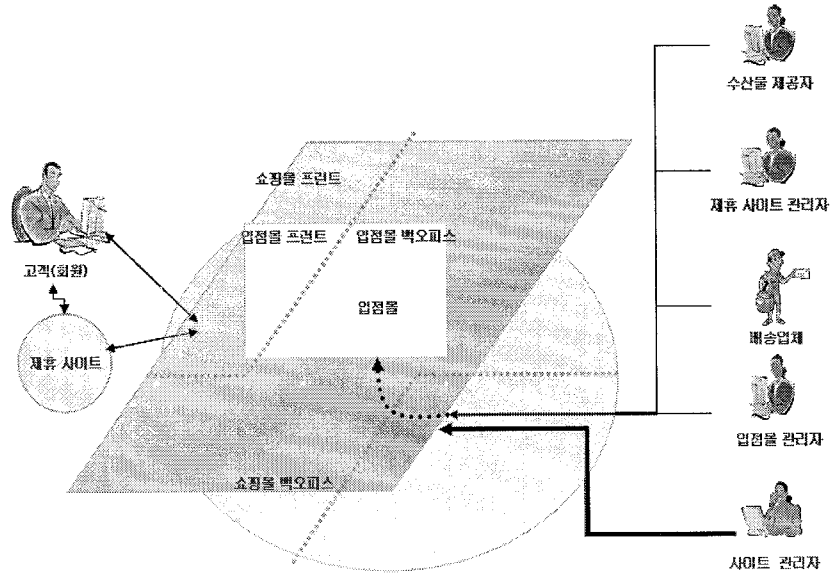 수산물 제공자
쇼핑몰 프런트
제휴 사이트 관리자
입점몰 프런트
입점몰 백오피스
고객(회원)
입점몰
배송업체
제휴 사이트
입점몰 관리자
쇼핑몰 백오피스
사이트 관리자